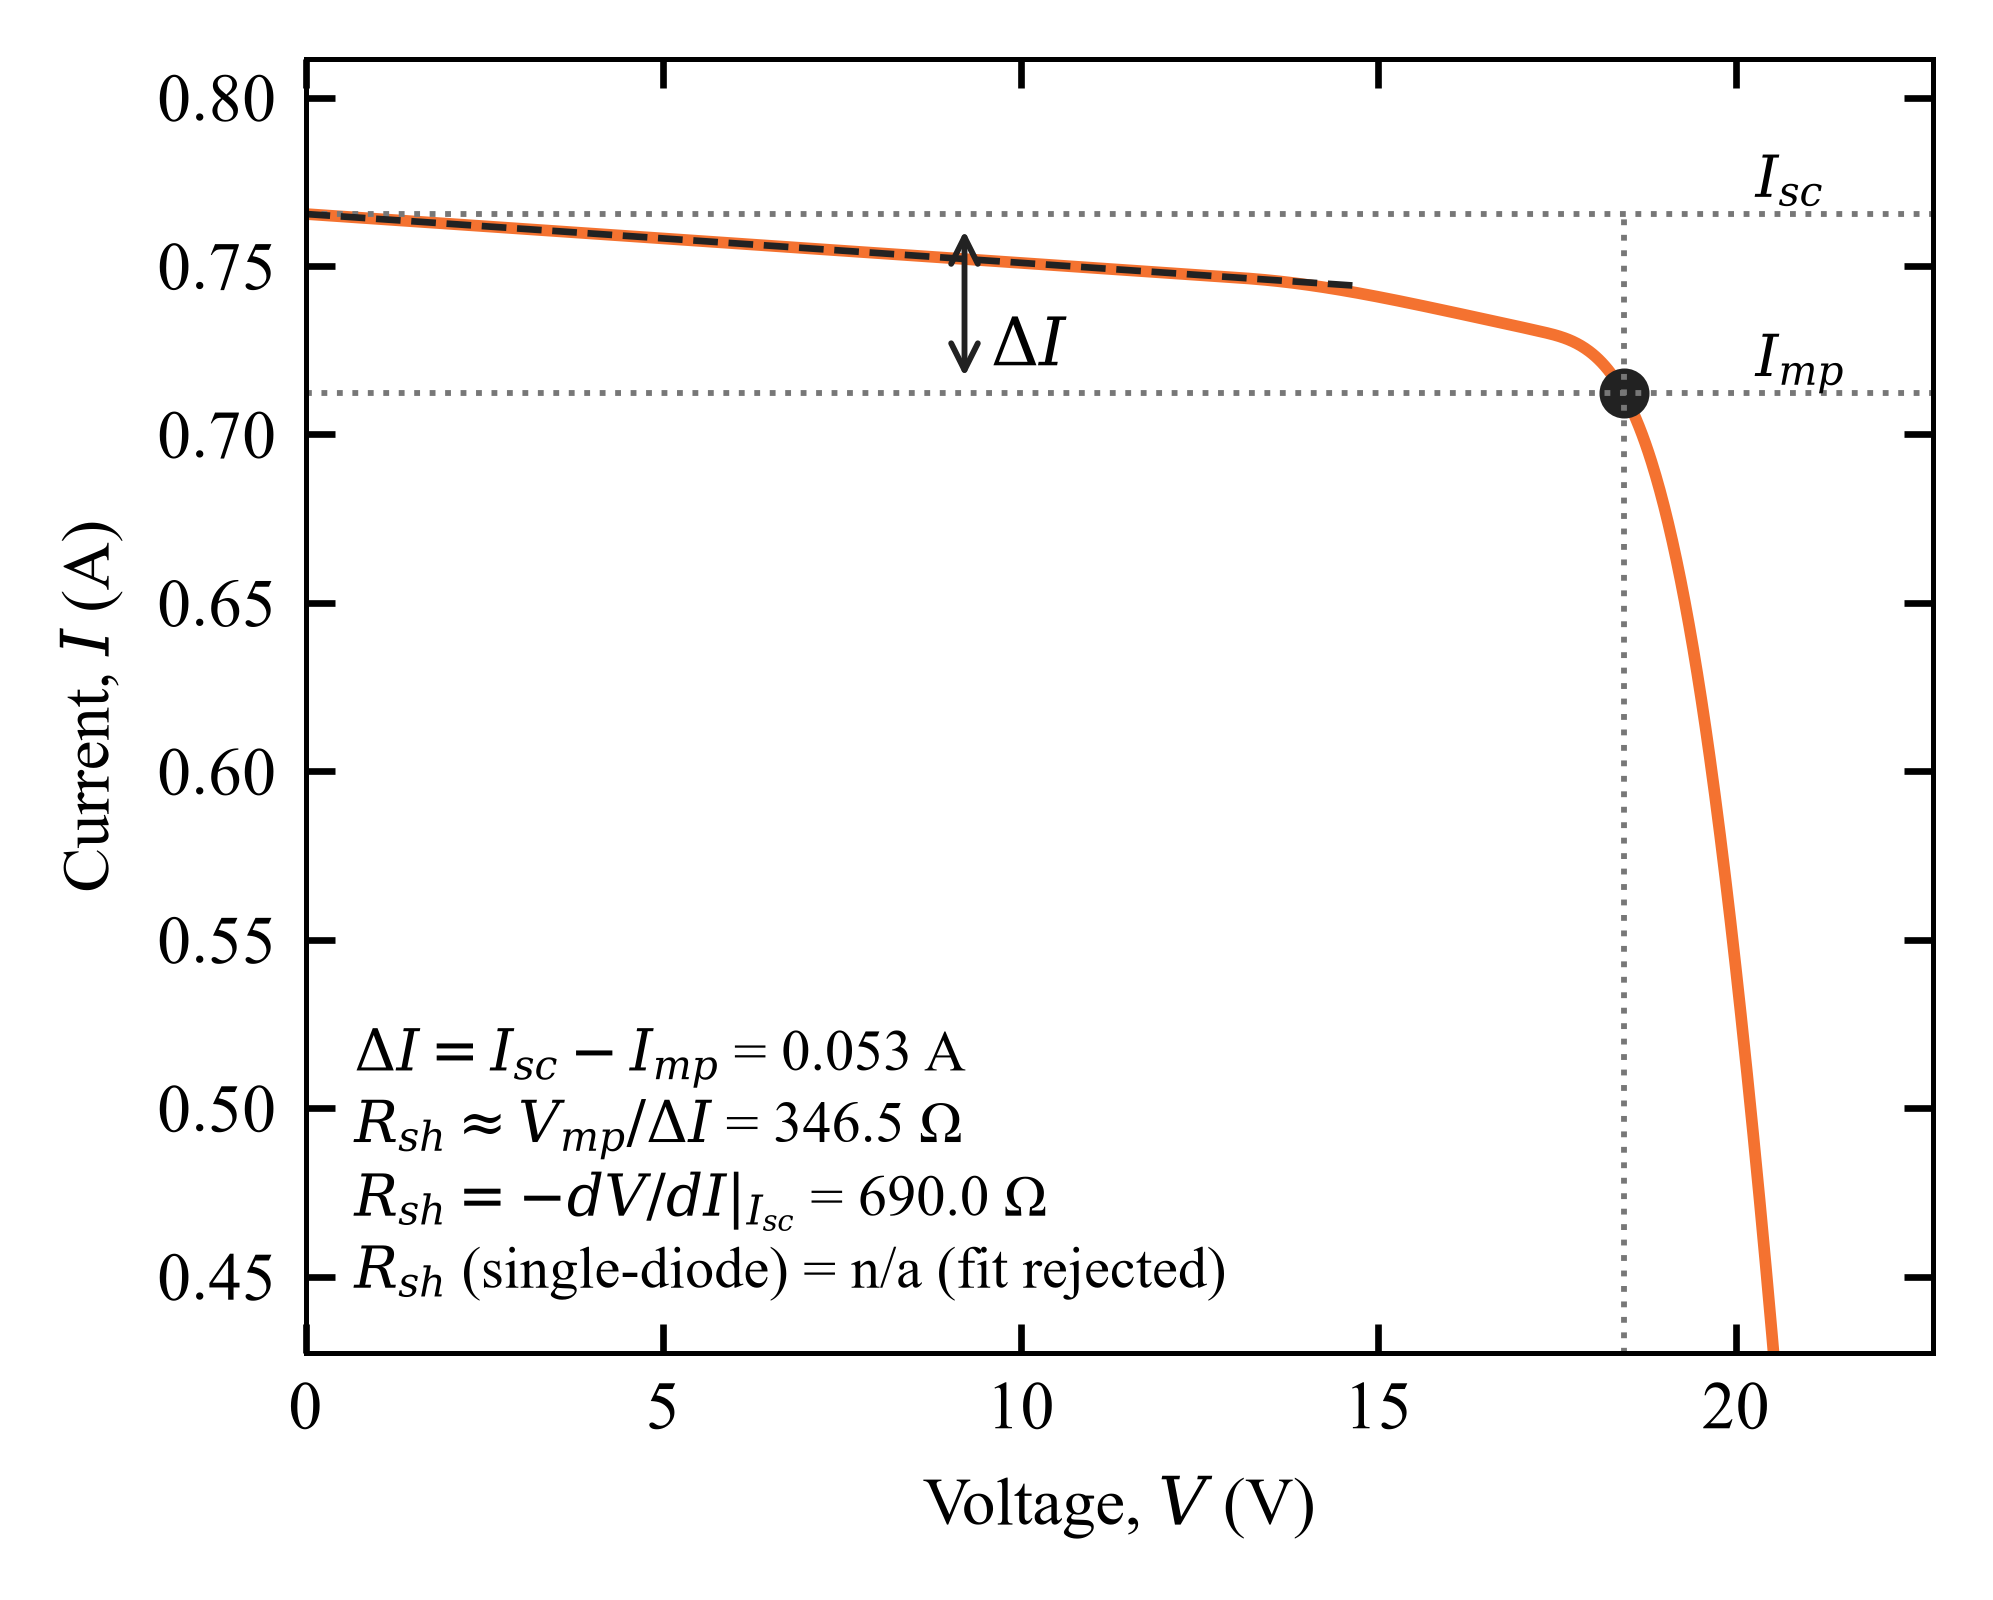 0.80
0.75
0.70
0.65
0.60
0.55
0.50
0.45
Current, I (A)
I_sc
I_mp
ΔI
ΔI = I_sc − I_mp = 0.053 A
R_sh ≈ V_mp/ΔI = 346.5 Ω
R_sh = −dV/dI|_I_sc = 690.0 Ω
R_sh (single-diode) = n/a (fit rejected)
0 5 10 15 20
Voltage, V (V)